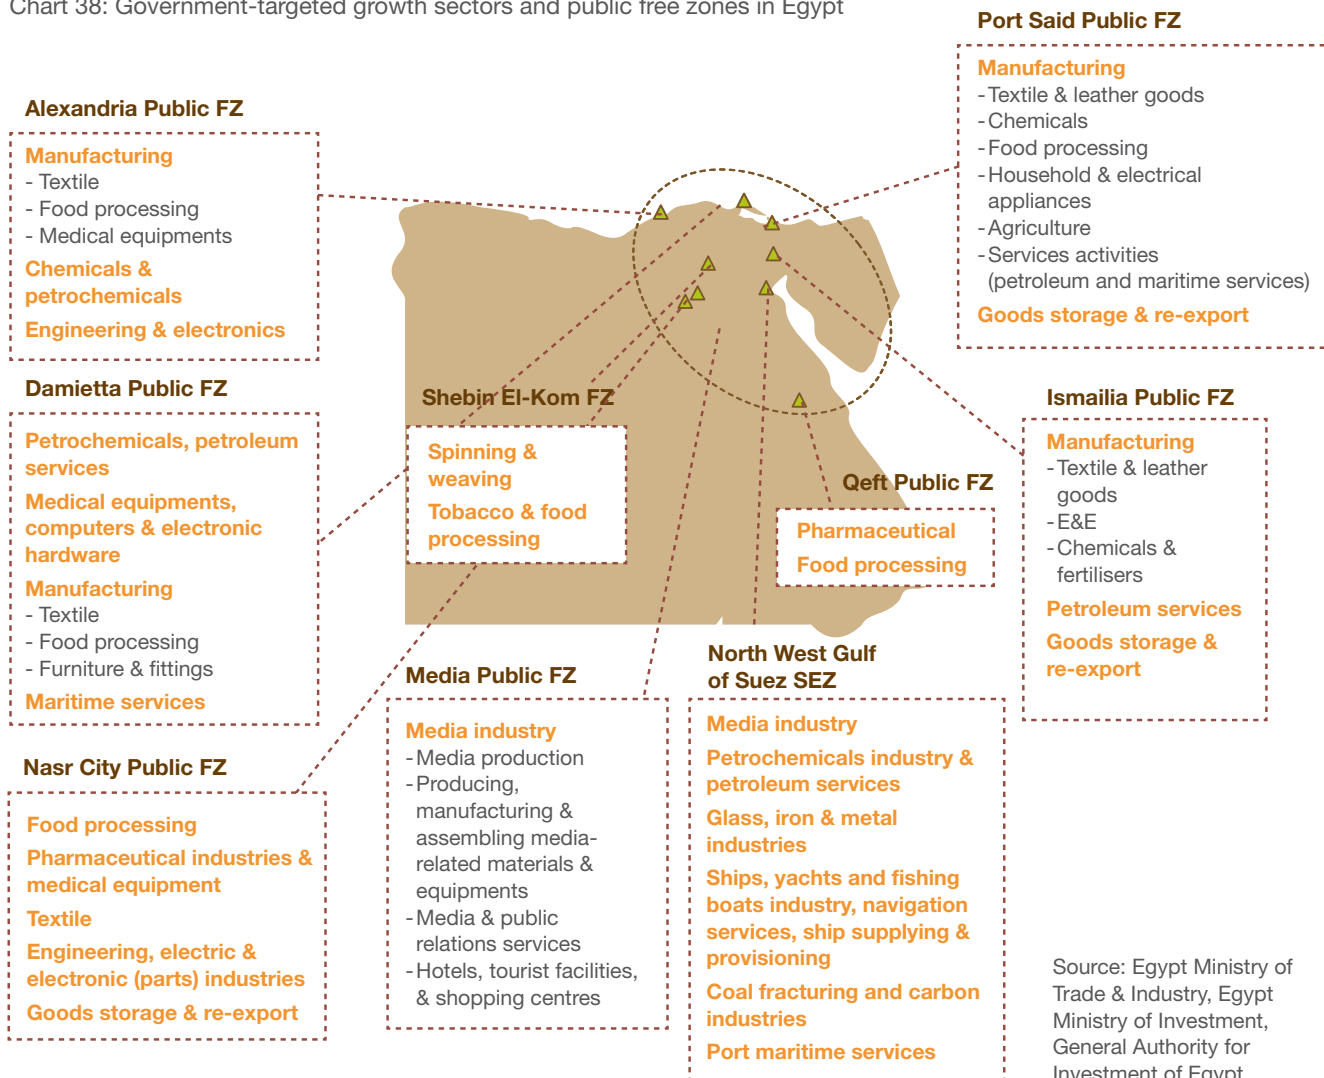 Chart 38: Government-targeted growth sectors and public free zones in Egypt
Port Said Public FZ
Manufacturing
-Textile & leather goods
-Chemicals
-Food processing
-Household & electrical
appliances
-Agriculture
-Services activities
(petroleum and maritime services)
Goods storage & re-export
Alexandria Public FZ
Manufacturing
- Textile
- Food processing
- Medical equipments
Chemicals &
petrochemicals
Engineering & electronics
Damietta Public FZ
Petrochemicals, petroleum
services
Medical equipments,
computers & electronic
hardware
Manufacturing
- Textile
- Food processing
- Furniture & fittings
Maritime services
Shebin El-Kom FZ
Spinning &
weaving
Tobacco & food
processing
Qeft Public FZ
Pharmaceutical
Food processing
Ismailia Public FZ
Manufacturing
-Textile & leather
goods
-E&E
-Chemicals &
fertilisers
Petroleum services
Goods storage &
re-export
Nasr City Public FZ
Food processing
Pharmaceutical industries &
medical equipment
Textile
Engineering, electric &
electronic (parts) industries
Goods storage & re-export
Media Public FZ
Media industry
-Media production
-Producing,
manufacturing &
assembling media-
related materials &
equipments
-Media & public
relations services
-Hotels, tourist facilities,
& shopping centres
North West Gulf
of Suez SEZ
Media industry
Petrochemicals industry &
petroleum services
Glass, iron & metal
industries
Ships, yachts and fishing
boats industry, navigation
services, ship supplying &
provisioning
Coal fracturing and carbon
industries
Port maritime services
Source: Egypt Ministry of
Trade & Industry, Egypt
Ministry of Investment,
General Authority for
Investment of Egypt